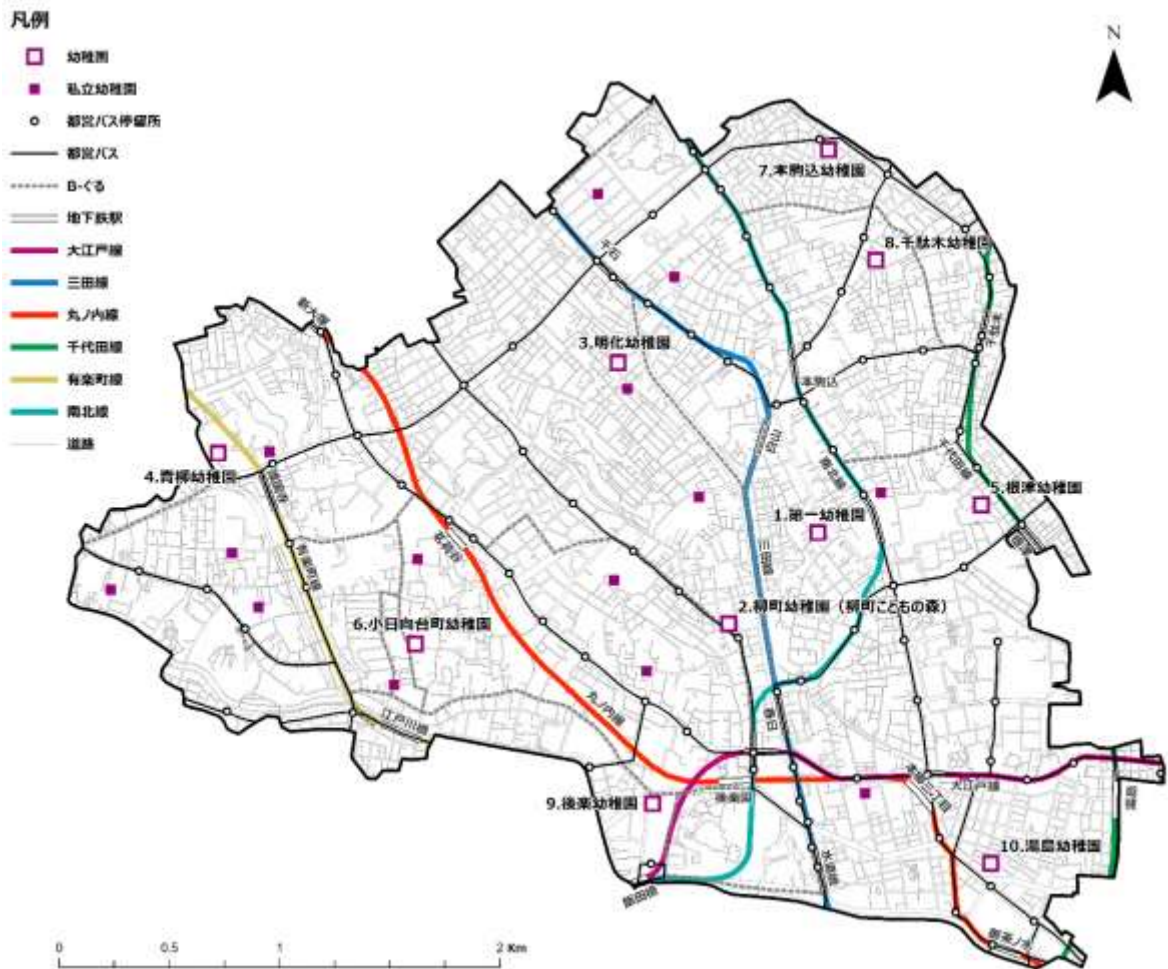 凡例
幼稚園
私立幼稚園
都営バス停留所
都営バス
B-ぐる
地下鉄駅
大江戸線
三田線
丸ノ内線
千代田線
有楽町線
南北線
道路
N
7.本駒込幼稚園
8.千駄木幼稚園
千石
新大塚
3.明化幼稚園
千駄木
本駒込
白山
千代田線
4.青柳幼稚園
護国寺
南北線
5.根津幼稚園
根津
1.第一幼稚園
有楽町線
茗荷谷
三田線
2.柳町幼稚園（柳町こどもの森）
6.小日向台町幼稚園
江戸川橋
丸ノ内線
春日
本郷三丁目
大江戸線
湯島
9.後楽幼稚園
後楽園
水道橋
10.湯島幼稚園
飯田橋
御茶ノ水
0 0.5 1 2 Km